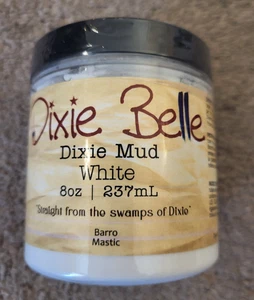 Dixie Belle
Dixie Mud
White
8oz | 237mL
"Straight from the swamps of Dixie"
Barro
Mastic